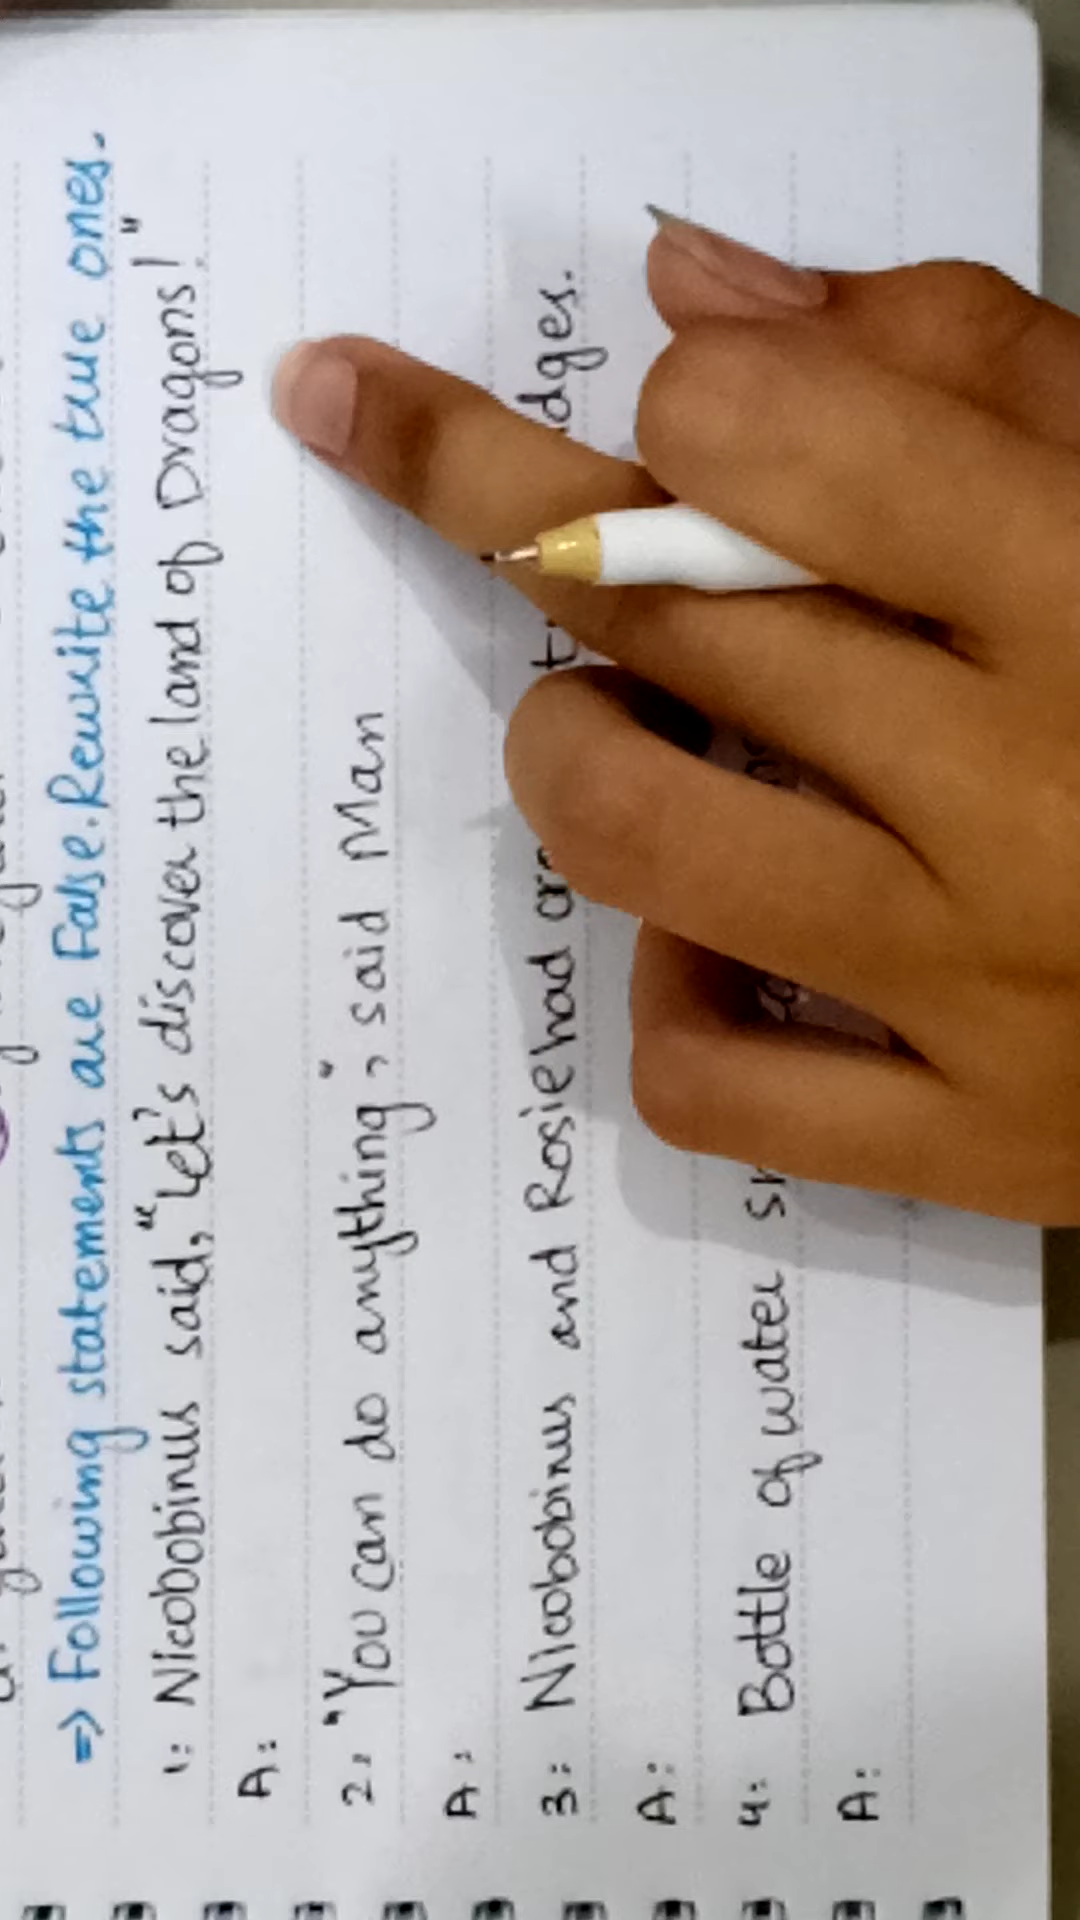 => Following statements are False. Rewrite the true ones.
1: Nicobobinus said, "Let's discover the land of Dragons!"
A:
2: "You can do anything", said Man
A:
3: Nicobobinus and Rosie had
A:
4: Bottle of water
A: